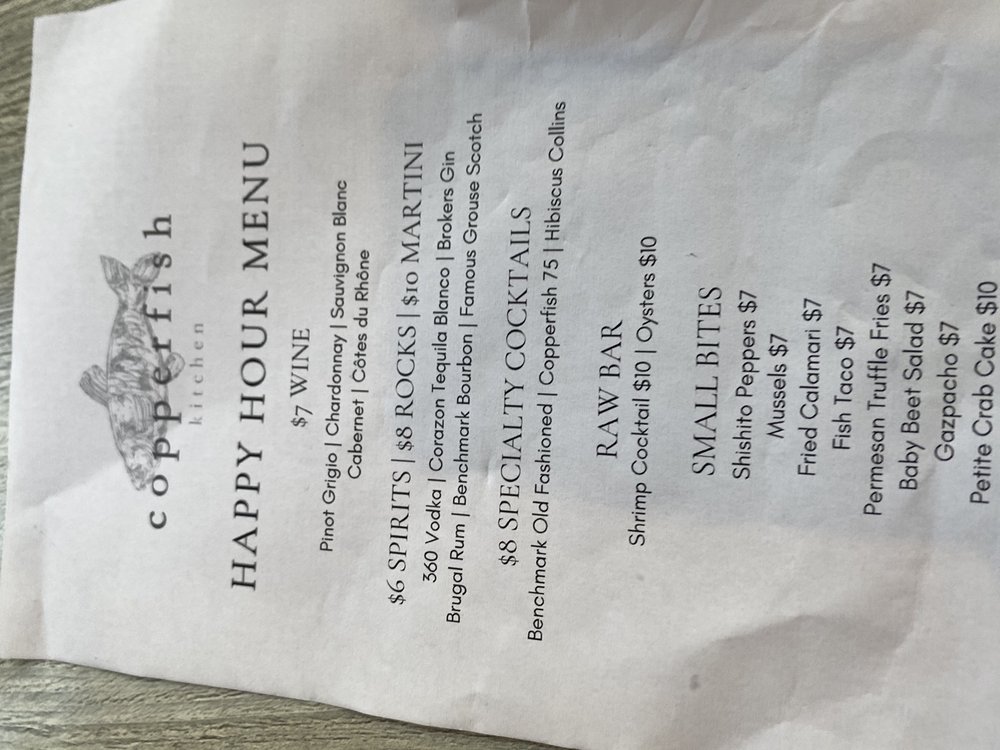 copperfish
kitchen
HAPPY HOUR MENU
$7 WINE
Pinot Grigio | Chardonnay | Sauvignon Blanc
Cabernet | Côtes du Rhône
$6 SPIRITS | $8 ROCKS | $10 MARTINI
360 Vodka | Corazon Tequila Blanco | Brokers Gin
Brugal Rum | Benchmark Bourbon | Famous Grouse Scotch
$8 SPECIALTY COCKTAILS
Benchmark Old Fashioned | Copperfish 75 | Hibiscus Collins
RAW BAR
Shrimp Cocktail $10 | Oysters $10
SMALL BITES
Shishito Peppers $7
Mussels $7
Fried Calamari $7
Fish Taco $7
Permesan Truffle Fries $7
Baby Beet Salad $7
Gazpacho $7
Petite Crab Cake $10